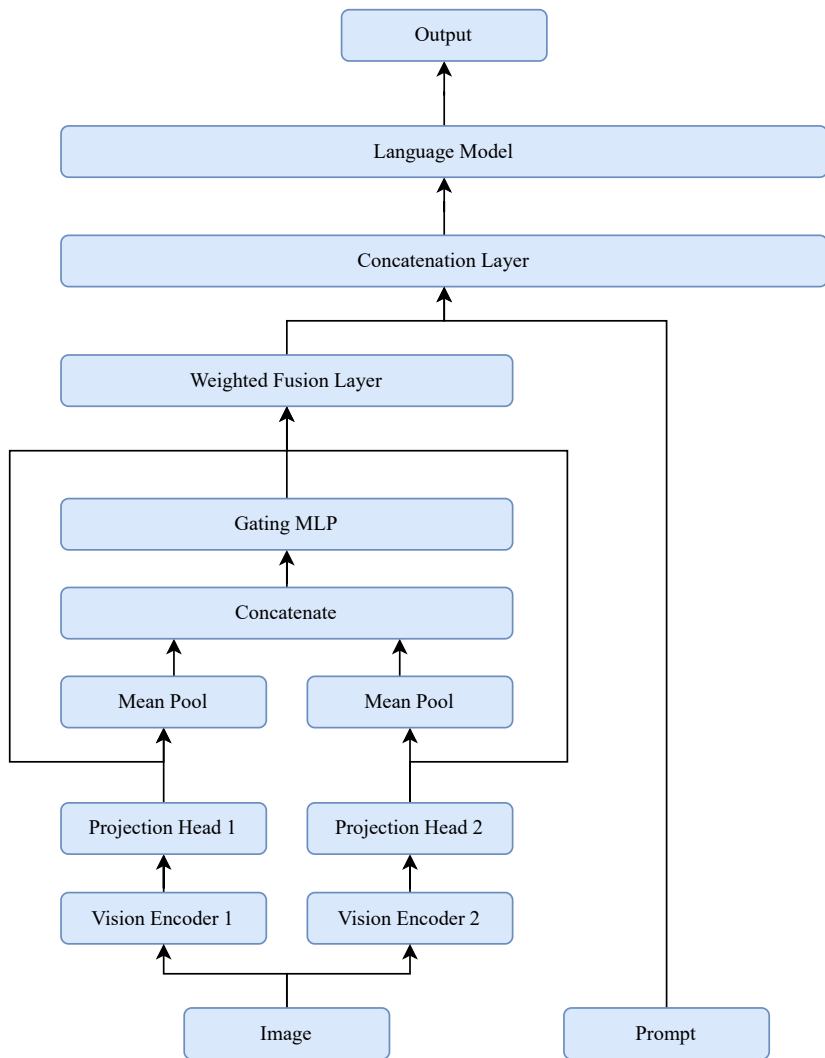 Output
Language Model
Concatenation Layer
Weighted Fusion Layer
Gating MLP
Concatenate
Mean Pool
Mean Pool
Projection Head 1
Projection Head 2
Vision Encoder 1
Vision Encoder 2
Image
Prompt